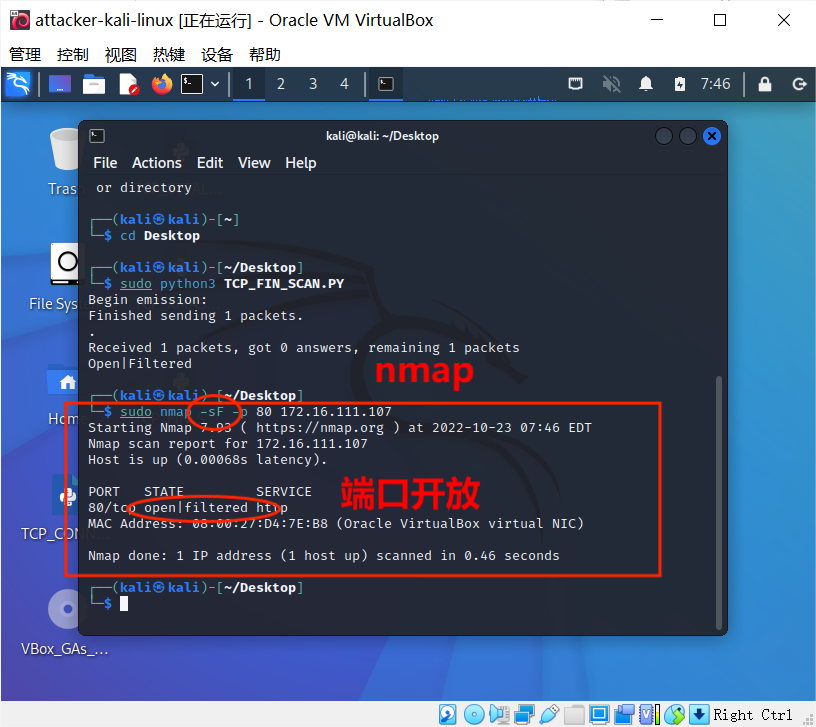 attacker-kali-linux [正在运行] - Oracle VM VirtualBox
管理 控制 视图 热键 设备 帮助
1 2 3 4 7:46
kali@kali: ~/Desktop
File Actions Edit View Help
or directory
┌──(kali㉿kali)-[~]
└─$ cd Desktop
┌──(kali㉿kali)-[~/Desktop]
└─$ sudo python3 TCP_FIN_SCAN.PY
Begin emission:
Finished sending 1 packets.
.
Received 1 packets, got 0 answers, remaining 1 packets
Open|Filtered
nmap
┌──(kali㉿kali)-[~/Desktop]
└─$ sudo nmap -sF -p 80 172.16.111.107
Starting Nmap 7.93 ( https://nmap.org ) at 2022-10-23 07:46 EDT
Nmap scan report for 172.16.111.107
Host is up (0.00068s latency).
端口开放
PORT STATE SERVICE
80/tcp open|filtered http
MAC Address: 08:00:27:D4:7E:B8 (Oracle VirtualBox virtual NIC)
Nmap done: 1 IP address (1 host up) scanned in 0.46 seconds
┌──(kali㉿kali)-[~/Desktop]
└─$
Tras
File Sys
Hom
TCP_CON
VBox_GAs_...
Right Ctrl